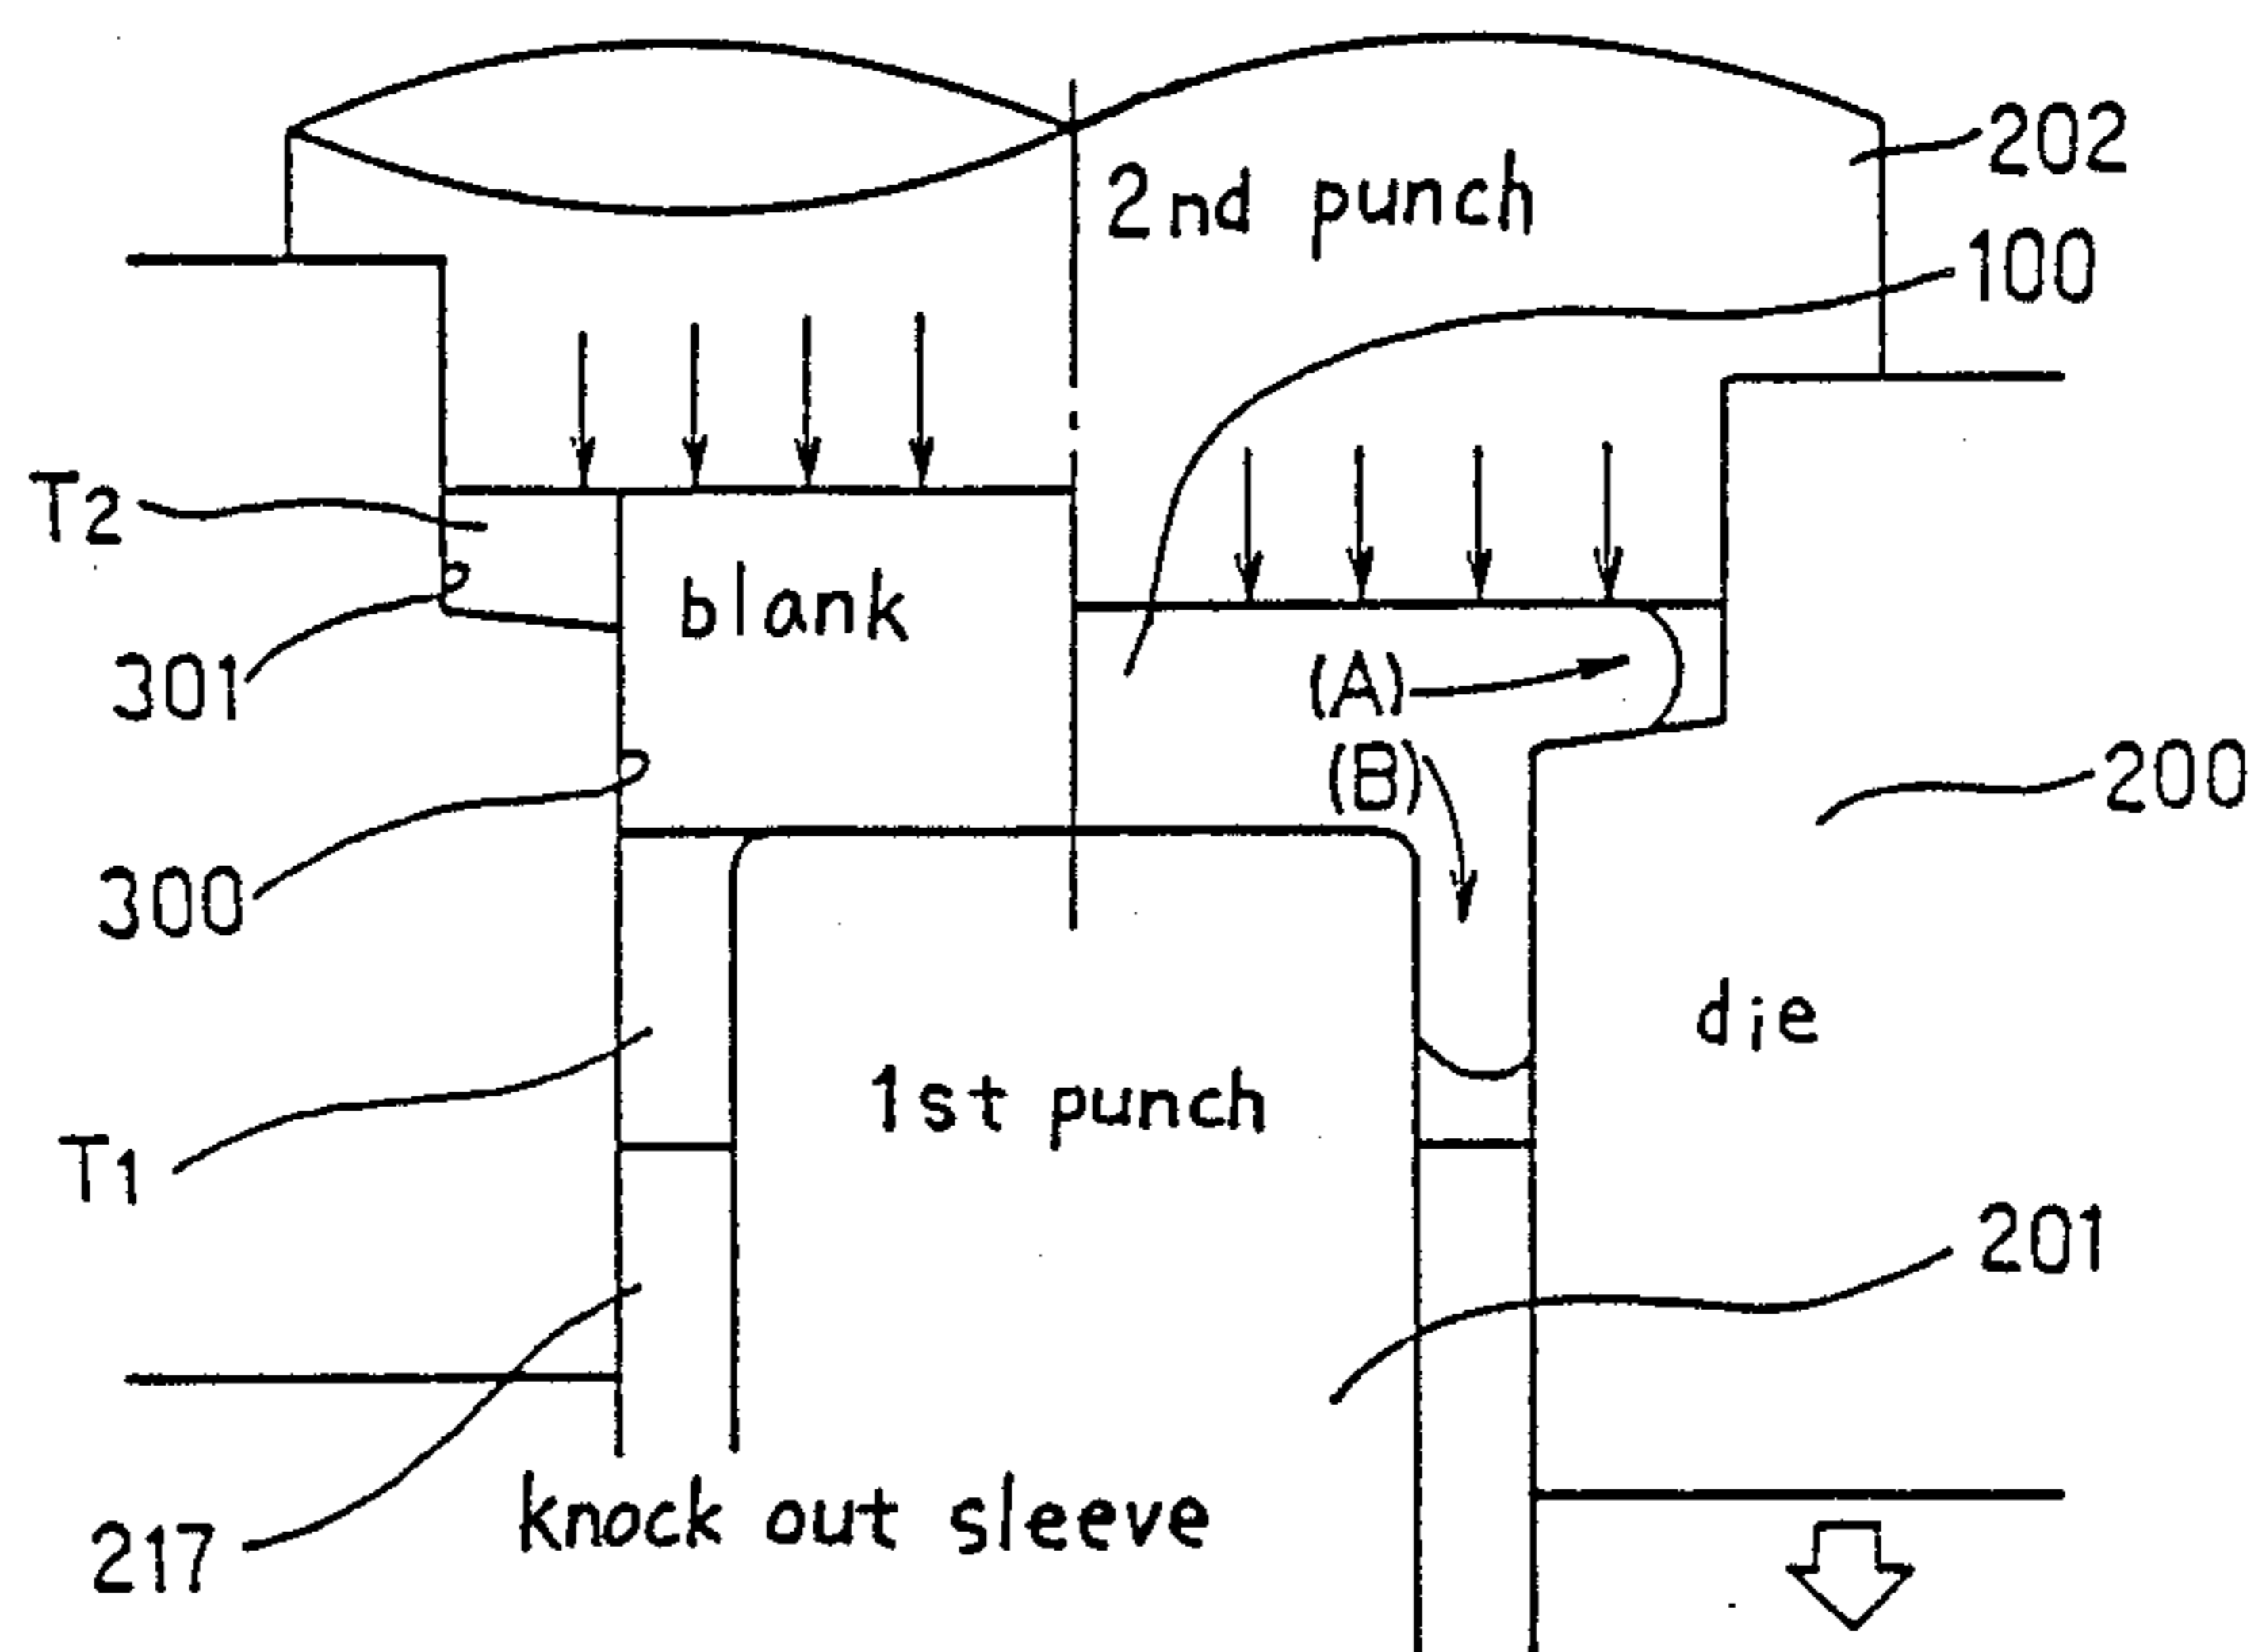 202
2nd punch
100
T2
blank
301
(A)
(B)
200
300
die
1st punch
T1
201
knock out sleeve
217